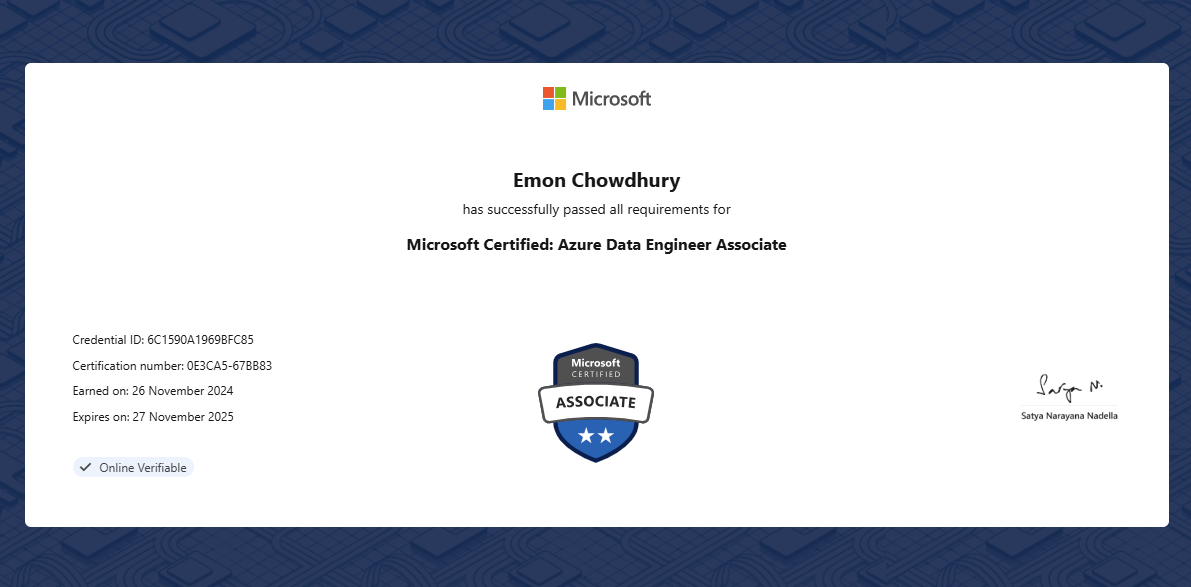 Microsoft
Emon Chowdhury
has successfully passed all requirements for
Microsoft Certified: Azure Data Engineer Associate
Credential ID: 6C1590A1969BFC85
Certification number: 0E3CA5-67BB83
Earned on: 26 November 2024
Expires on: 27 November 2025
Online Verifiable
Microsoft
CERTIFIED
ASSOCIATE
Satya N.
Satya Narayana Nadella